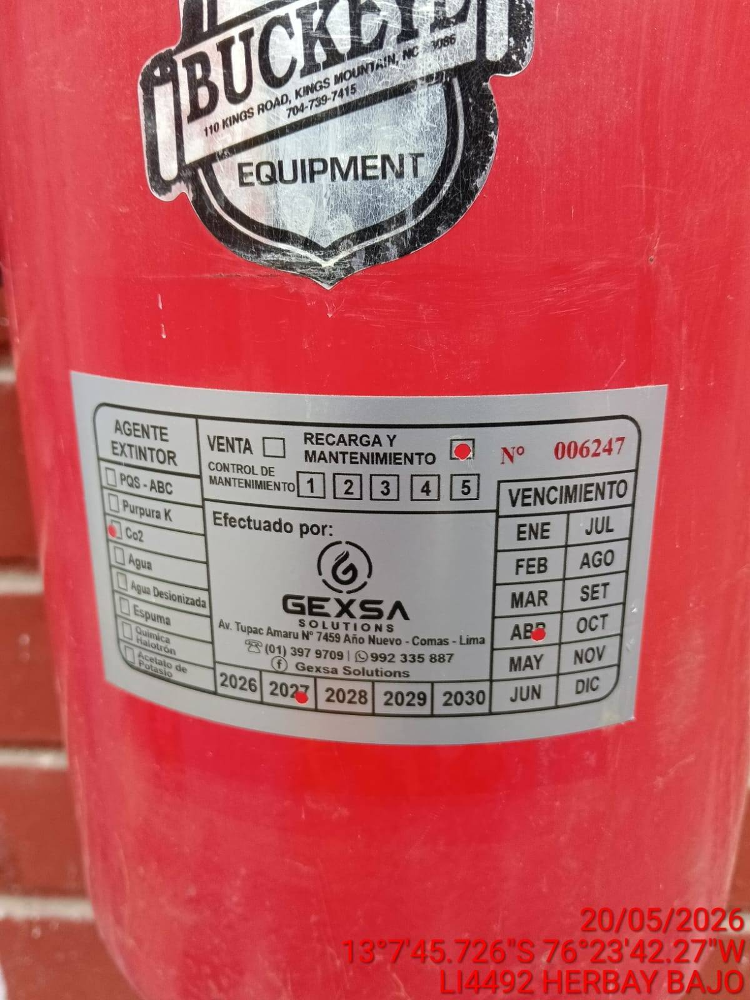 BUCKEYE
110 KINGS ROAD, KINGS MOUNTAIN, NC
704-739-7415
EQUIPMENT
AGENTE
EXTINTOR
PQS - ABC
Purpura K
Co2
Agua
Agua Desionizada
Espuma
Quimica
Halotrón
Acetato de
Potasio
VENTA
RECARGA Y
MANTENIMIENTO
Nº 006247
CONTROL DE
MANTENIMIENTO
1 2 3 4 5
Efectuado por:
GEXSA
SOLUTIONS
Av. Tupac Amaru Nº 7459 Año Nuevo - Comas - Lima
(01) 397 9709 | 992 335 887
Gexsa Solutions
2026 2027 2028 2029 2030
VENCIMIENTO
ENE JUL
FEB AGO
MAR SET
ABR OCT
MAY NOV
JUN DIC
20/05/2026
13°7'45.726"S 76°23'42.27"W
LI4492 HERBAY BAJO